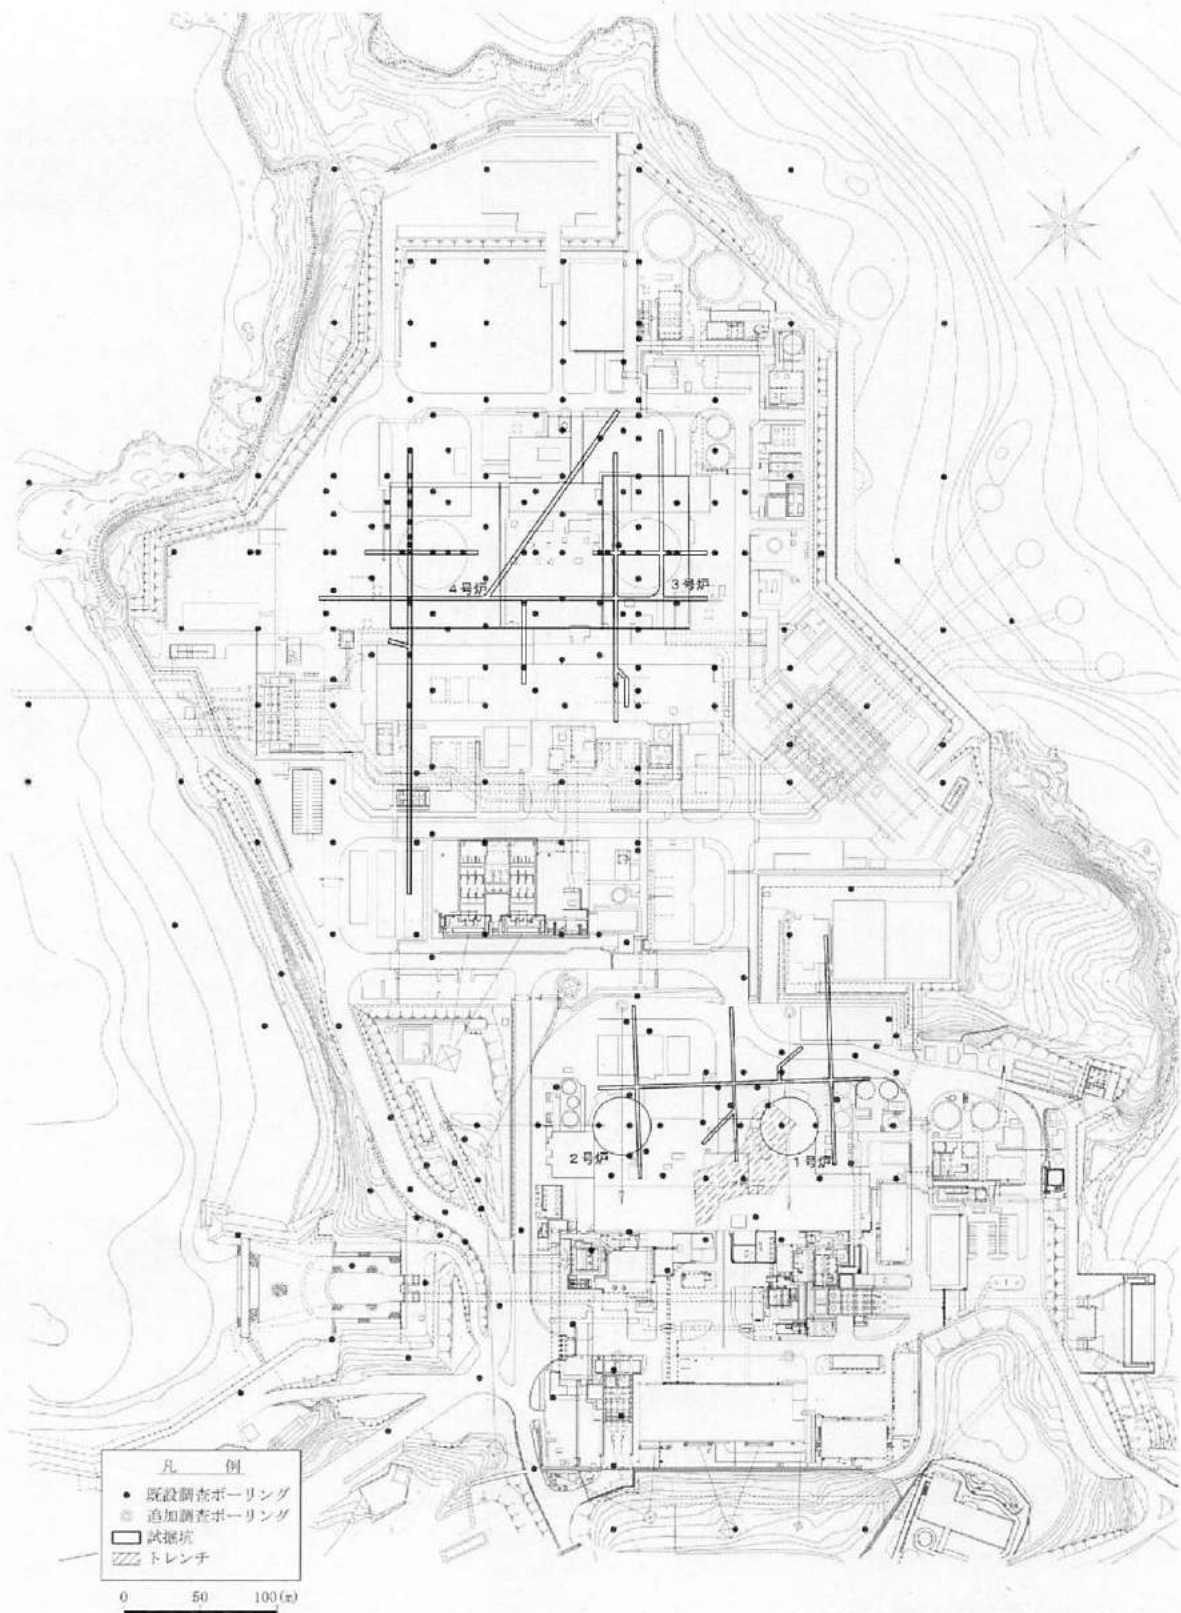 4号炉
3号炉
2号炉
1号炉
凡 例
既設調査ボーリング
追加調査ボーリング
試掘坑
トレンチ
0 50 100(m)